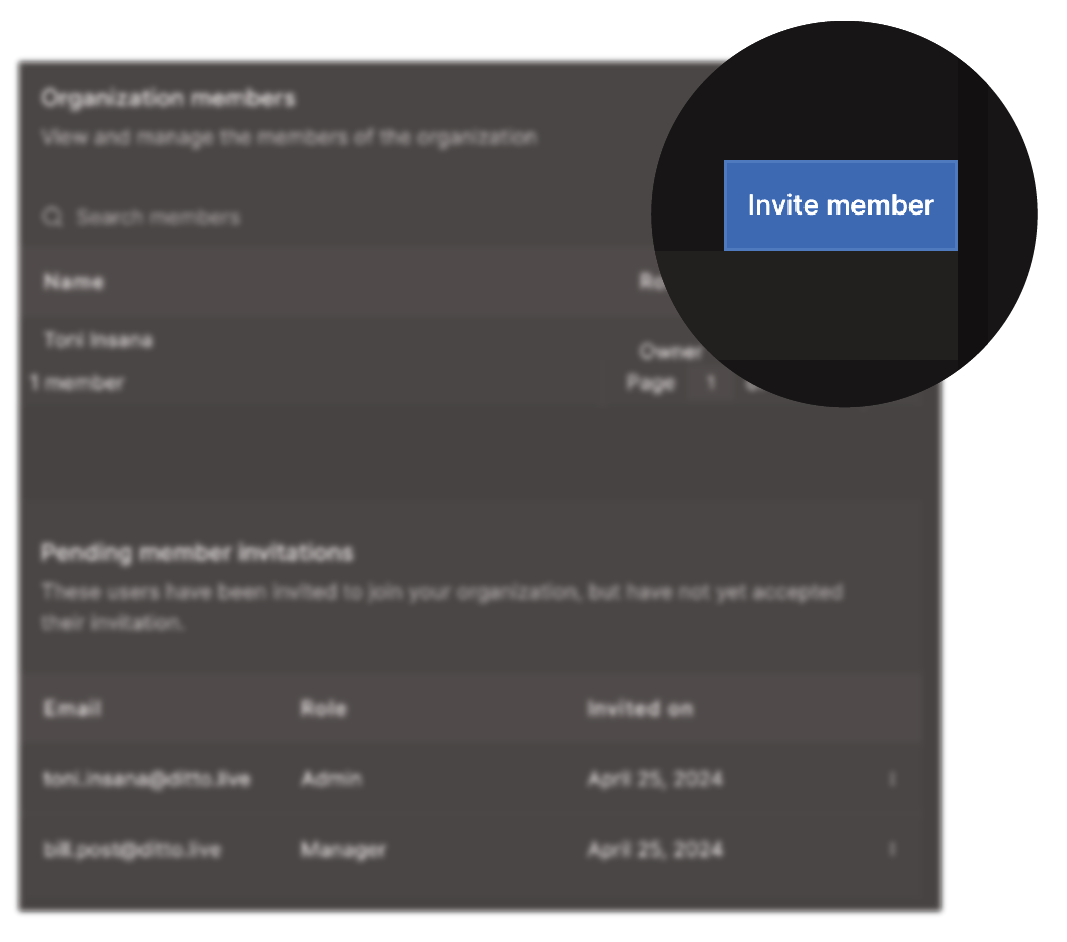 Organization members
View and manage the members of the organization
Invite member
Search members
Name
Toni Insana
Owner
1 member
Page 1
Pending member invitations
These users have been invited to join your organization, but have not yet accepted
their invitation.
Email Role Invited on
toni.insana@ditto.live Admin April 25, 2024
bill.post@ditto.live Manager April 25, 2024